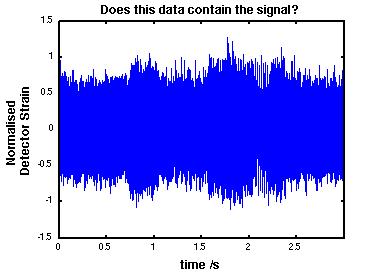 Does this data contain the signal?
1.5
1
0.5
0
-0.5
-1
-1.5
Normalised
Detector Strain
0 0.5 1 1.5 2 2.5
time /s